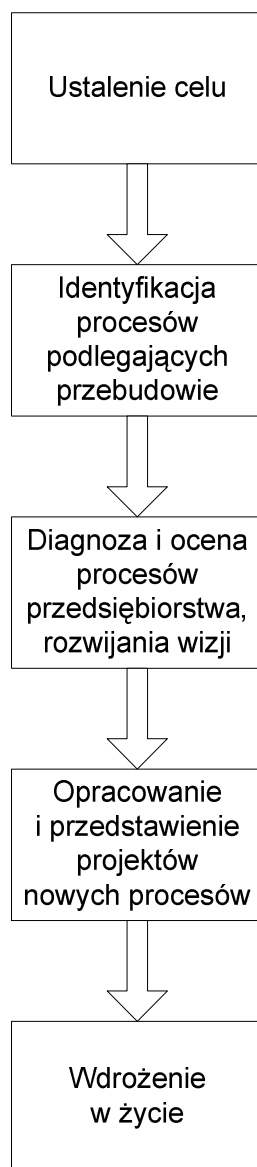 Ustalenie celu
Identyfikacja
procesów
podlegających
przebudowie
Diagnoza i ocena
procesów
przedsiębiorstwa,
rozwijania wizji
Opracowanie
i przedstawienie
projektów
nowych procesów
Wdrożenie
w życie